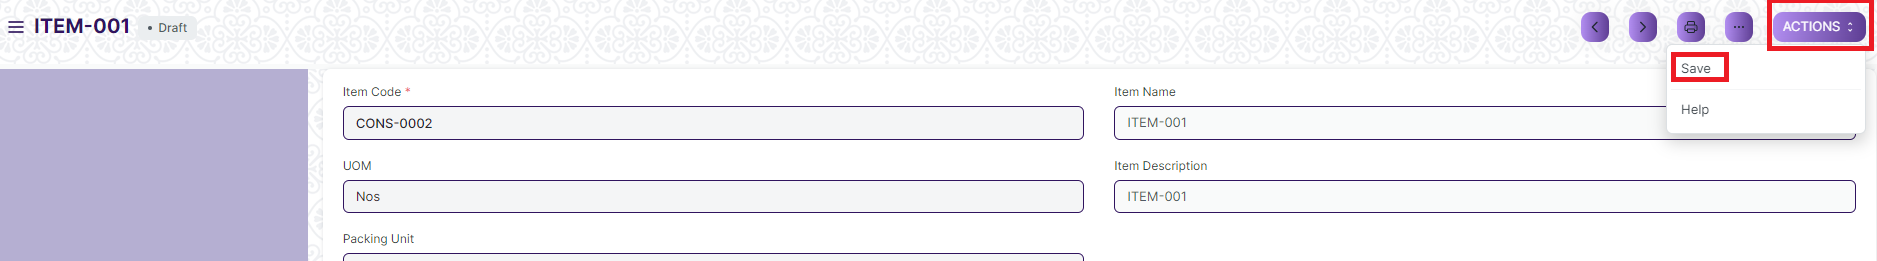 ITEM-001 • Draft
ACTIONS
Save
Help
Item Code *
CONS-0002
Item Name
ITEM-001
UOM
Nos
Item Description
ITEM-001
Packing Unit